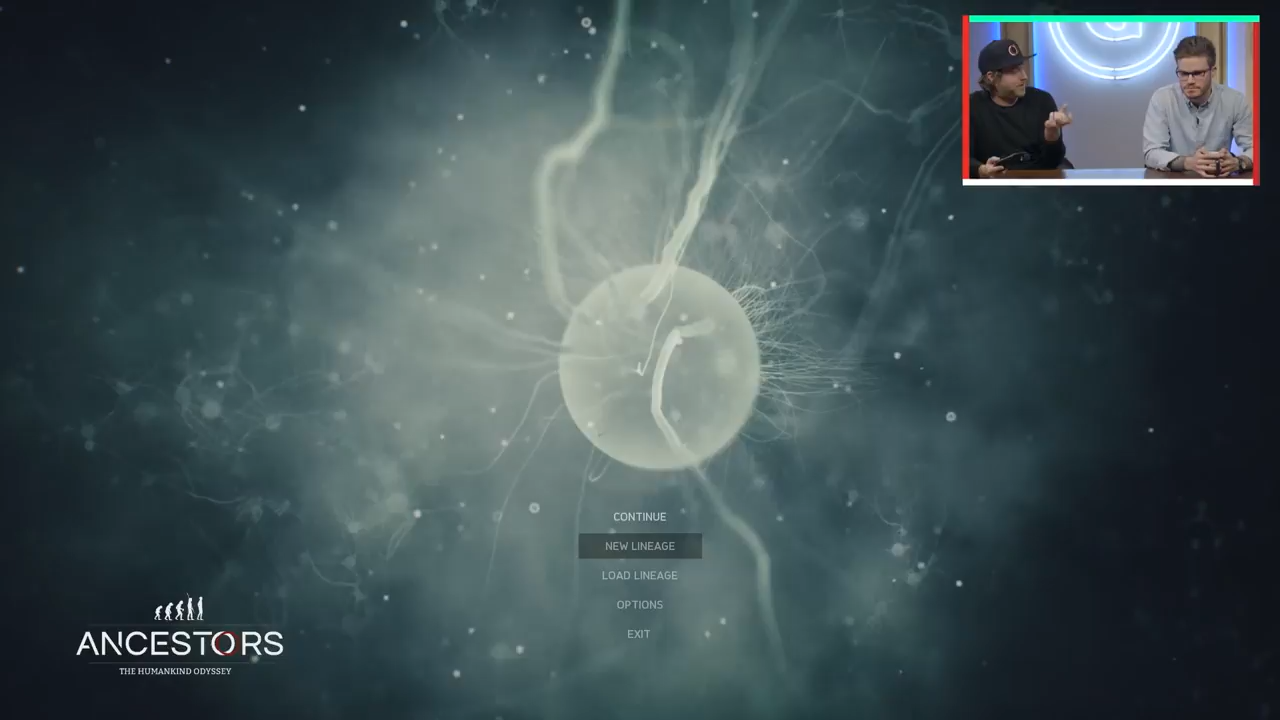 CONTINUE
NEW LINEAGE
LOAD LINEAGE
OPTIONS
EXIT
ANCESTORS
THE HUMANKIND ODYSSEY